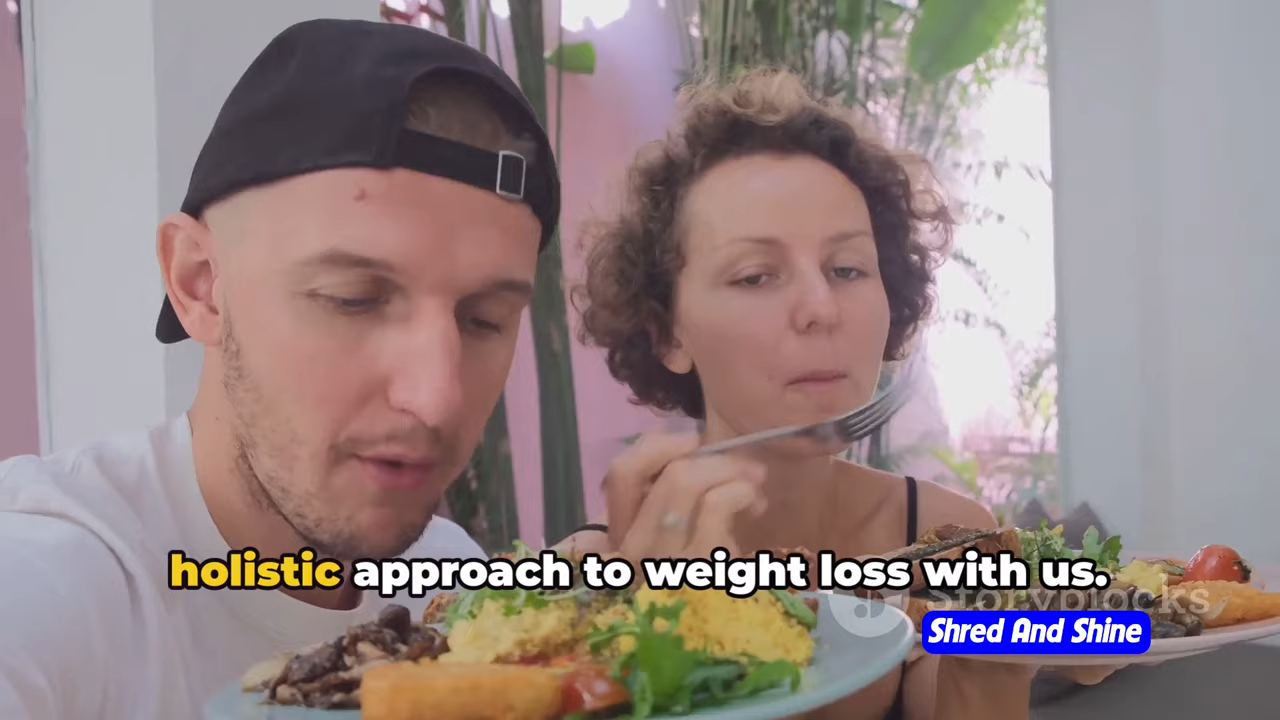 holistic approach to weight loss with us.
Storyblocks
Shred And Shine